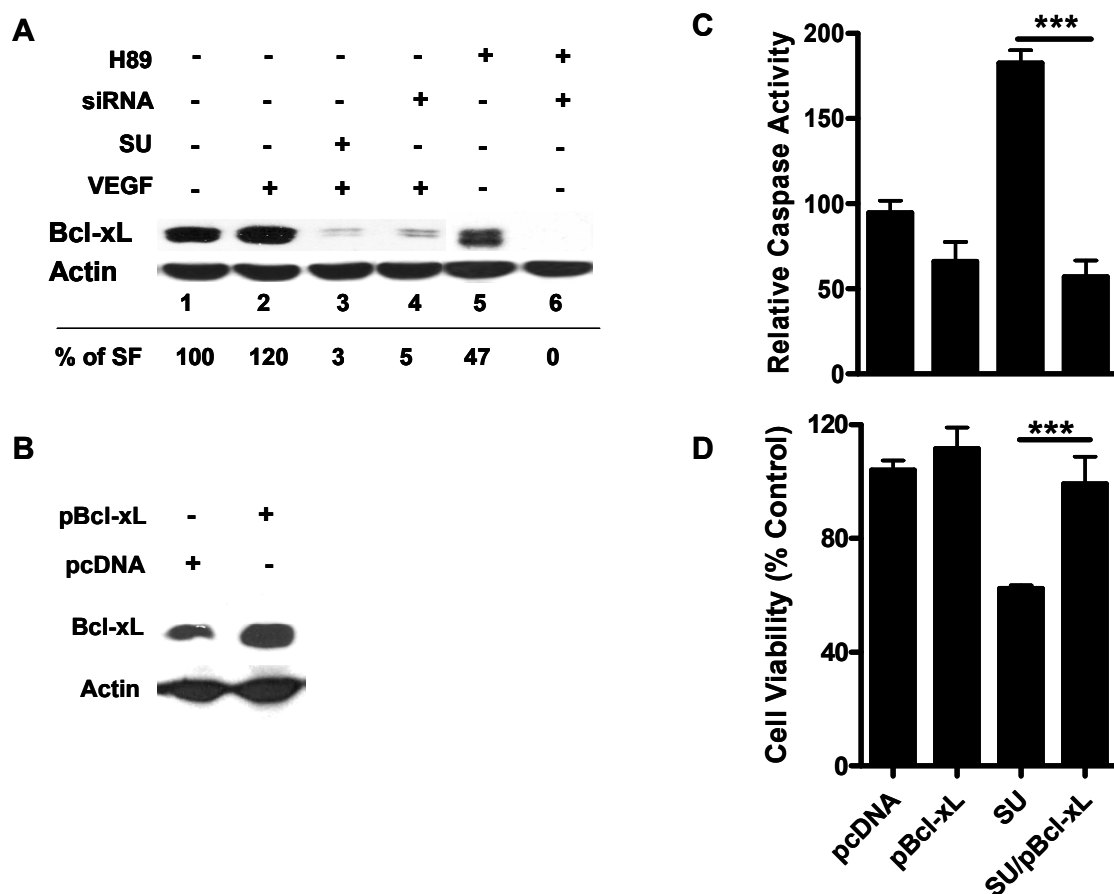 A
H89 - - - - + +
siRNA - - - + - +
SU - - + - - -
VEGF - + + + - -
Bcl-xL
Actin
1 2 3 4 5 6
% of SF 100 120 3 5 47 0
B
pBcl-xL - +
pcDNA + -
Bcl-xL
Actin
C
Relative Caspase Activity
200
150
100
50
0
***
D
Cell Viability (% Control)
120
80
40
0
***
pcDNA
pBcl-xL
SU
SU/pBcl-xL